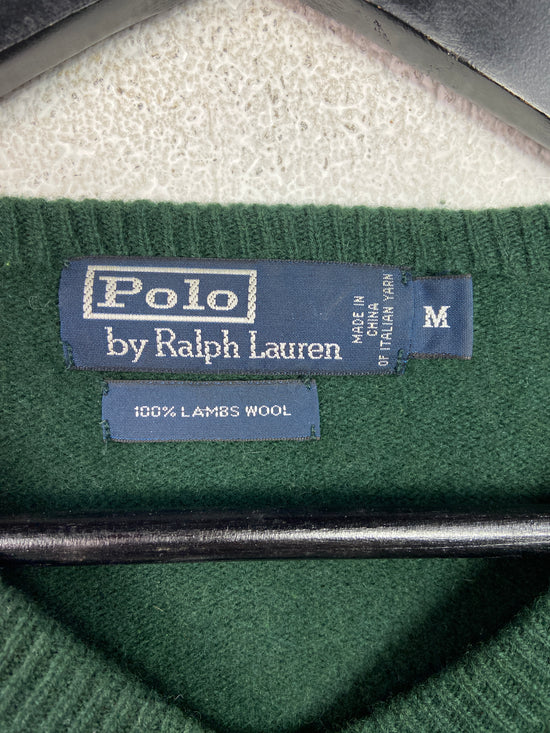 Polo
by Ralph Lauren
MADE IN
CHINA
OF ITALIAN YARN
M
100% LAMBS WOOL